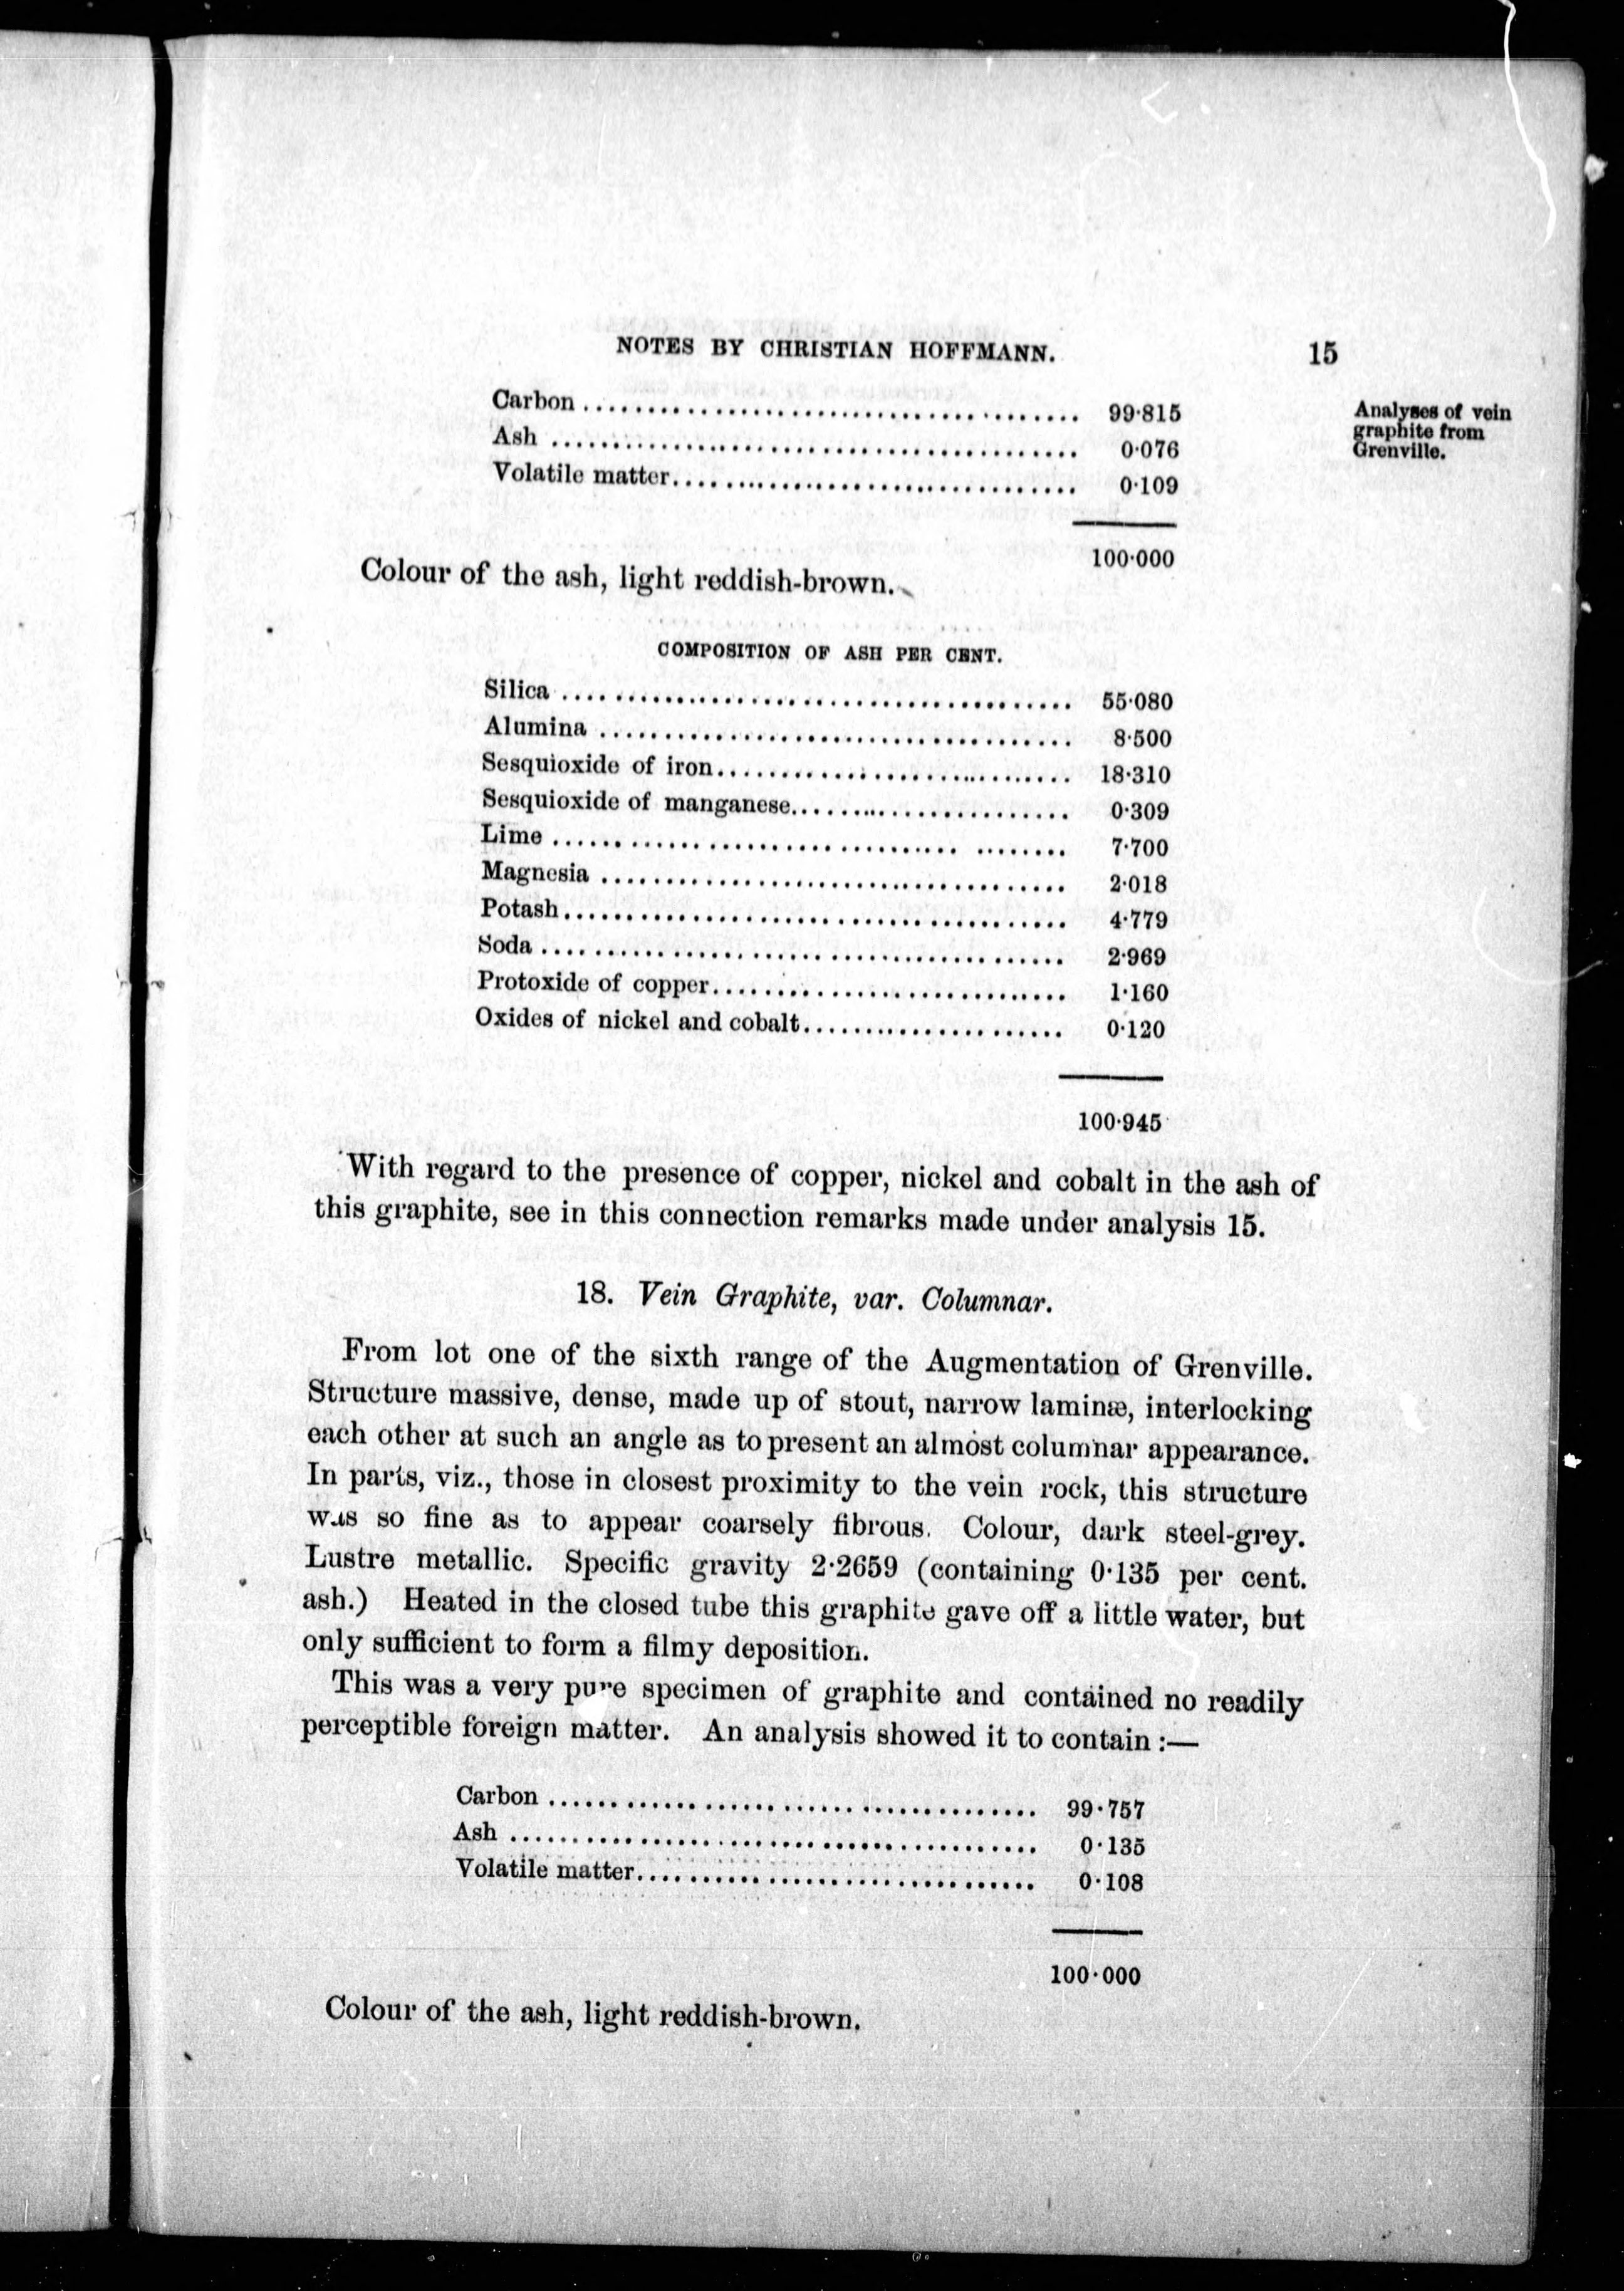 NOTES BY CHRISTIAN HOFFMANN. 15
Carbon ........................................ 99·815
Ash ........................................ 0·076
Volatile matter........................................ 0·109
100·000
Analyses of vein
graphite from
Grenville.
Colour of the ash, light reddish-brown.
COMPOSITION OF ASH PER CENT.
Silica ........................................ 55·080
Alumina ........................................ 8·500
Sesquioxide of iron........................................ 18·310
Sesquioxide of manganese........................................ 0·309
Lime ........................................ 7·700
Magnesia ........................................ 2·018
Potash........................................ 4·779
Soda ........................................ 2·969
Protoxide of copper........................................ 1·160
Oxides of nickel and cobalt........................................ 0·120
100·945
With regard to the presence of copper, nickel and cobalt in the ash of
this graphite, see in this connection remarks made under analysis 15.
18. Vein Graphite, var. Columnar.
From lot one of the sixth range of the Augmentation of Grenville.
Structure massive, dense, made up of stout, narrow laminæ, interlocking
each other at such an angle as to present an almost columnar appearance.
In parts, viz., those in closest proximity to the vein rock, this structure
was so fine as to appear coarsely fibrous. Colour, dark steel-grey.
Lustre metallic. Specific gravity 2·2659 (containing 0·135 per cent.
ash.) Heated in the closed tube this graphite gave off a little water, but
only sufficient to form a filmy deposition.
This was a very pure specimen of graphite and contained no readily
perceptible foreign matter. An analysis showed it to contain :—
Carbon ........................................ 99·757
Ash ........................................ 0·135
Volatile matter........................................ 0·108
100·000
Colour of the ash, light reddish-brown.